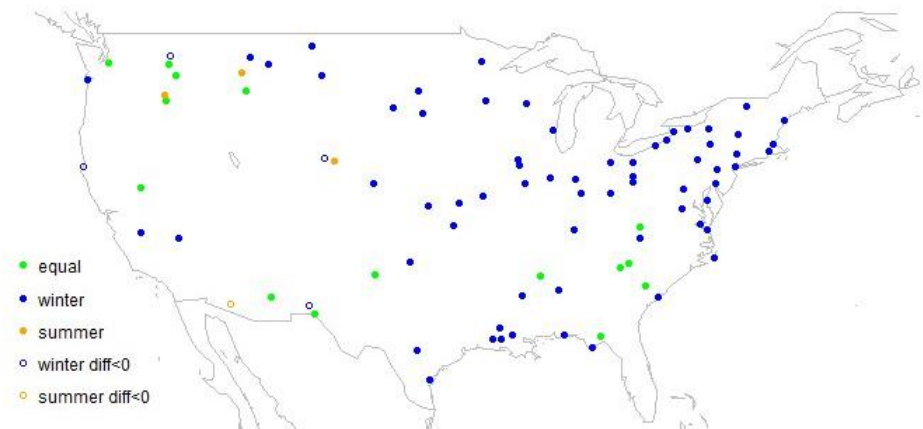 equal
winter
summer
winter diff<0
summer diff<0